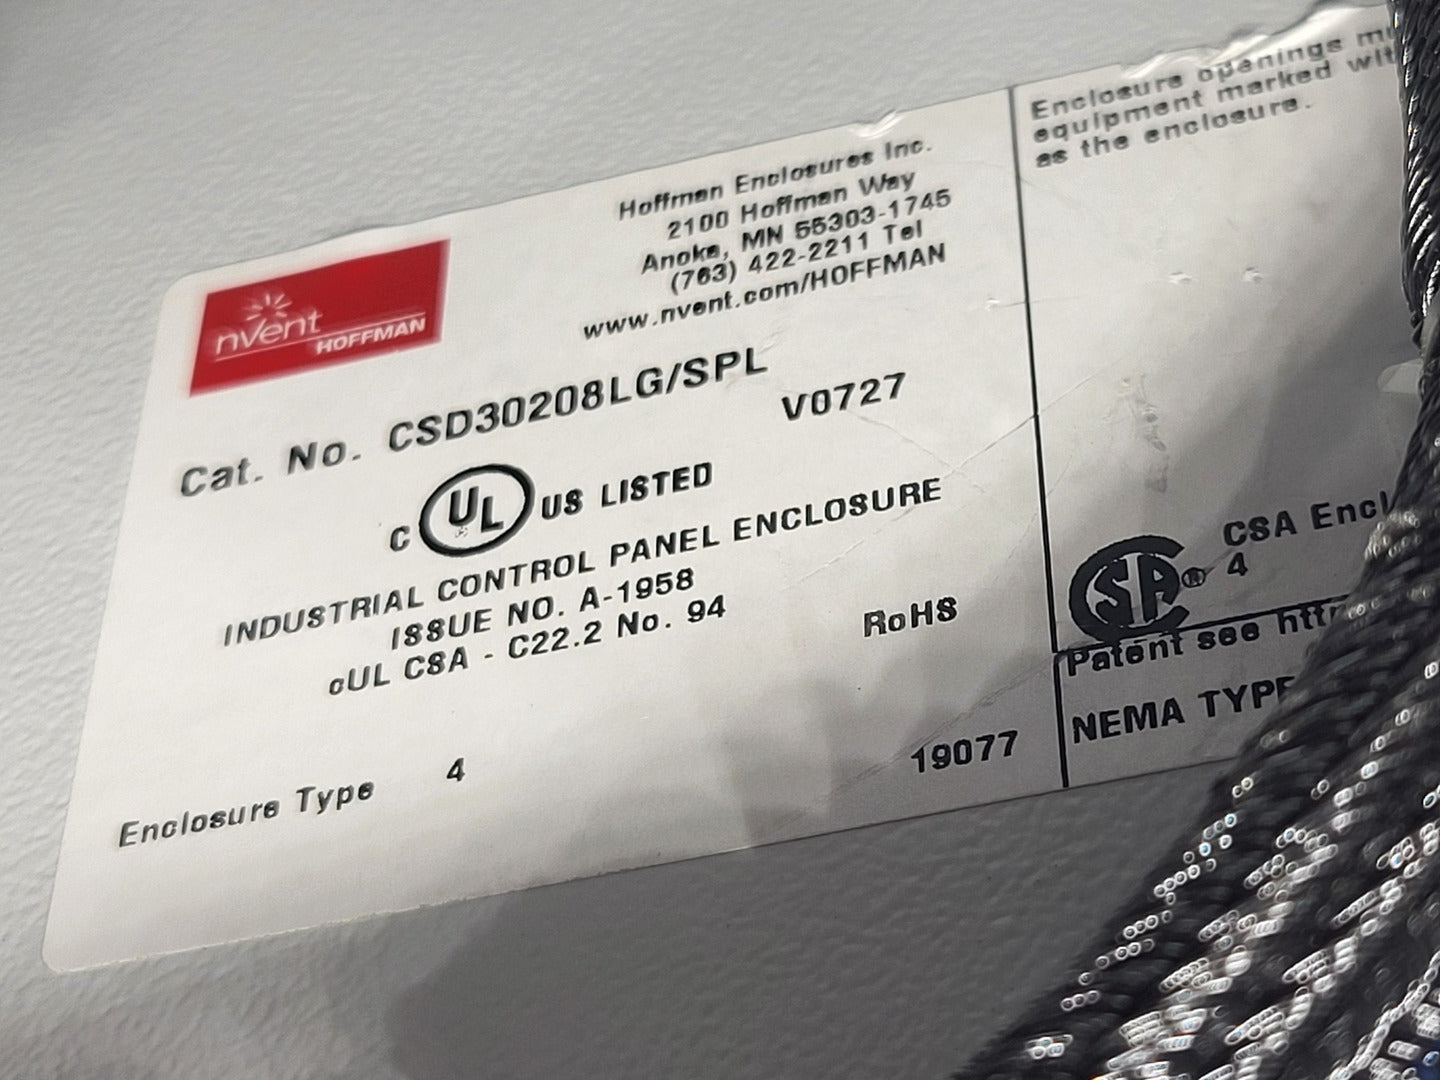 nVent
HOFFMAN
Hoffman Enclosures Inc.
2100 Hoffman Way
Anoka, MN 55303-1745
(763) 422-2211 Tel
www.nvent.com/HOFFMAN
Cat. No. CSD30208LG/SPL
V0727
C UL US LISTED
INDUSTRIAL CONTROL PANEL ENCLOSURE
ISSUE NO. A-1958
cUL CSA - C22.2 No. 94
RoHS
Enclosure Type 4
19077
Enclosure openings
equipment marked
as the enclosure.
CSA® CSA
4
Patent see
NEMA TYPE